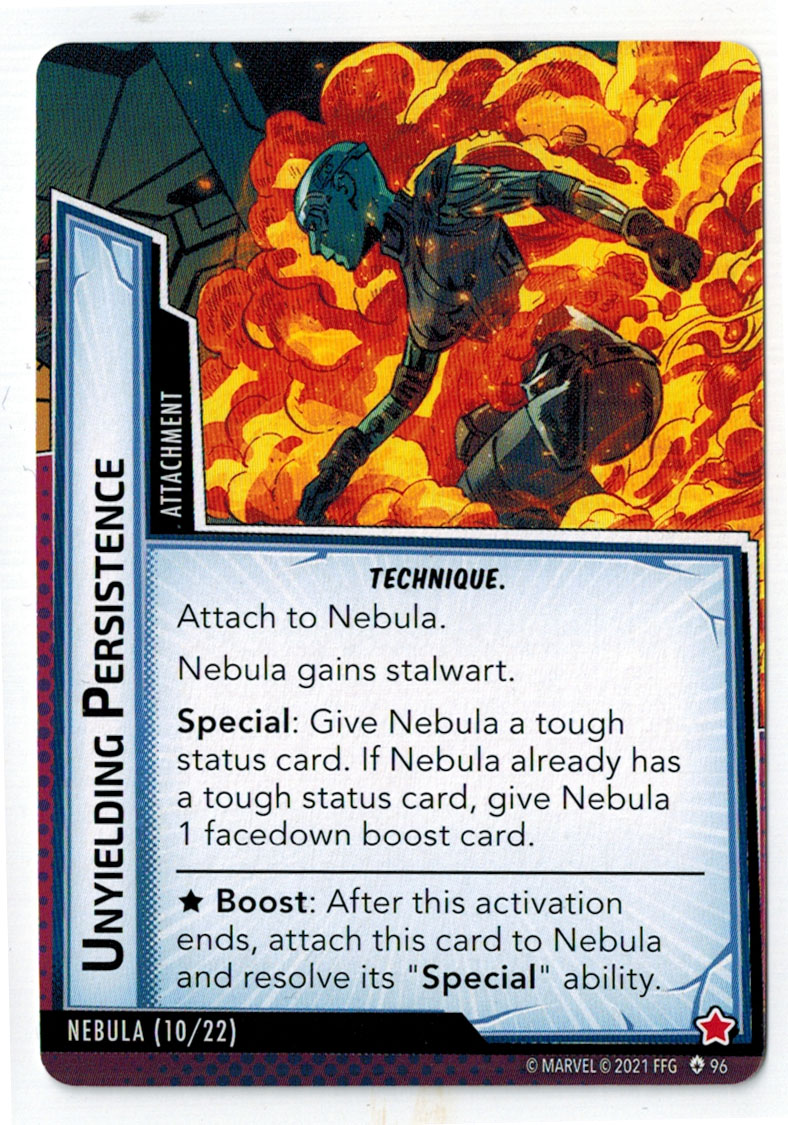 UNYIELDING PERSISTENCE
ATTACHMENT
TECHNIQUE.
Attach to Nebula.
Nebula gains stalwart.
Special: Give Nebula a tough
status card. If Nebula already has
a tough status card, give Nebula
1 facedown boost card.
★ Boost: After this activation
ends, attach this card to Nebula
and resolve its "Special" ability.
NEBULA (10/22)
© MARVEL © 2021 FFG 96